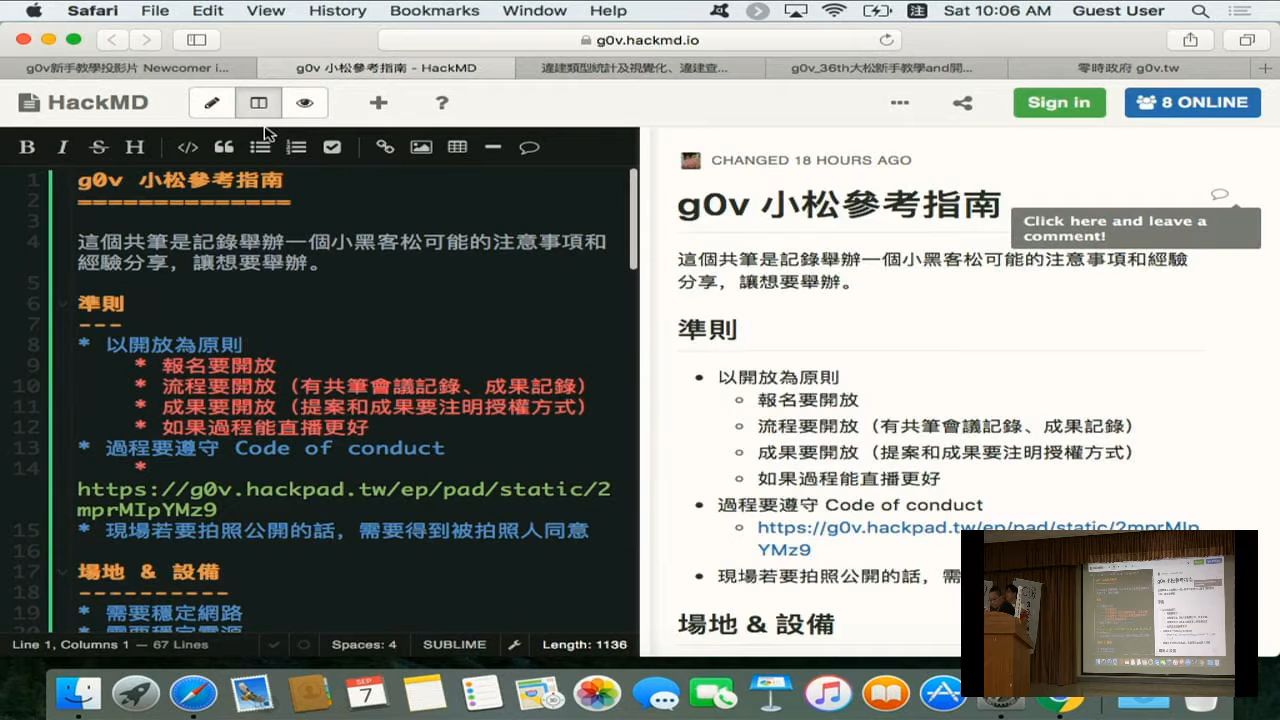 Safari File Edit View History Bookmarks Window Help 注 Sat 10:06 AM Guest User
g0v.hackmd.io
g0v新手教學投影片 Newcomer i...
g0v 小松參考指南 - HackMD
違建類型統計及視覺化、違建查...
g0v_36th大松新手教學and開...
零時政府 g0v.tw
HackMD
Sign in
8 ONLINE
B I S H
1 g0v 小松參考指南
2 ==============
3
4 這個共筆是記錄舉辦一個小黑客松可能的注意事項和
經驗分享，讓想要舉辦。
5
6 準則
7 ---
8 * 以開放為原則
9 * 報名要開放
10 * 流程要開放（有共筆會議記錄、成果記錄）
11 * 成果要開放（提案和成果要注明授權方式）
12 * 如果過程能直播更好
13 * 過程要遵守 Code of conduct
14 *
https://g0v.hackpad.tw/ep/pad/static/2
mprMIpYMz9
15 * 現場若要拍照公開的話，需要得到被拍照人同意
16
17 場地 & 設備
18 ----------
19 * 需要穩定網路
20 * 需要穩定電源
Line 1, Columns 1 — 67 Lines
Spaces: 4
SUBLIME
Length: 1136
CHANGED 18 HOURS AGO
g0v 小松參考指南
Click here and leave a
comment!
這個共筆是記錄舉辦一個小黑客松可能的注意事項和經驗
分享，讓想要舉辦。
準則
• 以開放為原則
報名要開放
流程要開放（有共筆會議記錄、成果記錄）
成果要開放（提案和成果要注明授權方式）
如果過程能直播更好
• 過程要遵守 Code of conduct
https://g0v.hackpad.tw/ep/pad/static/2mprMIp
YMz9
• 現場若要拍照公開的話，需
場地 & 設備
SEP
7